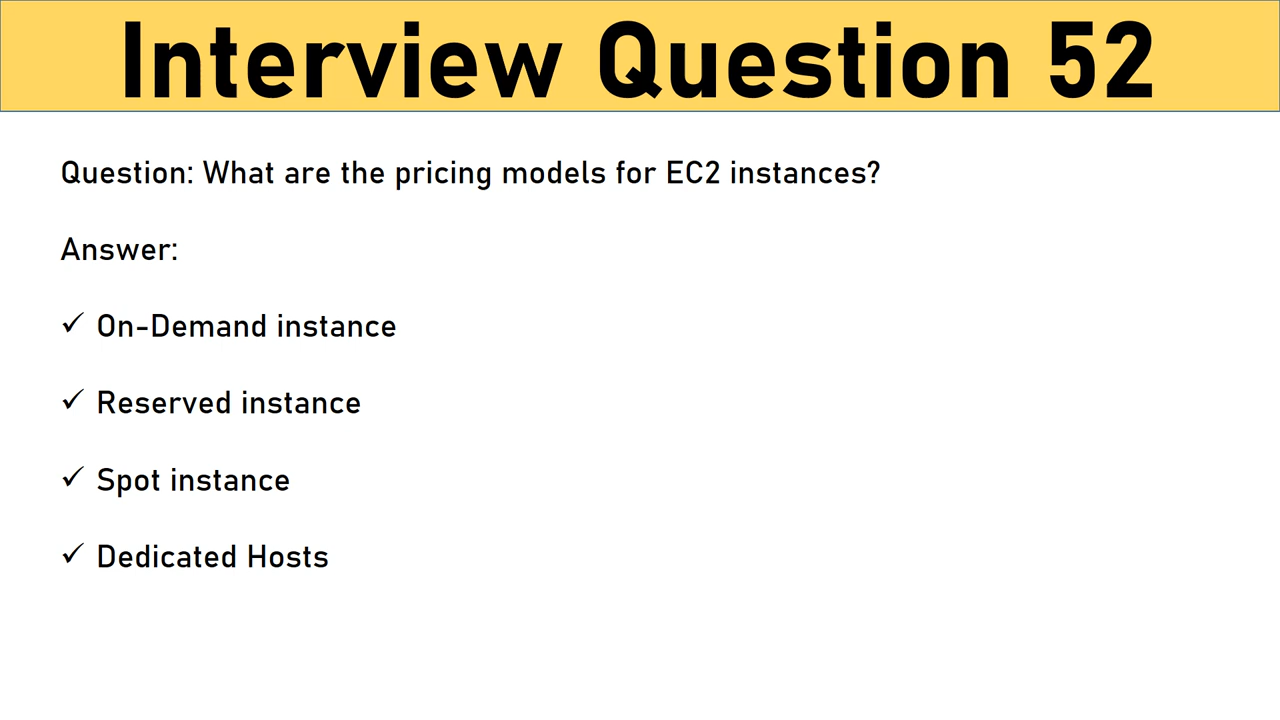 Interview Question 52
Question: What are the pricing models for EC2 instances?
Answer:
✓ On-Demand instance
✓ Reserved instance
✓ Spot instance
✓ Dedicated Hosts